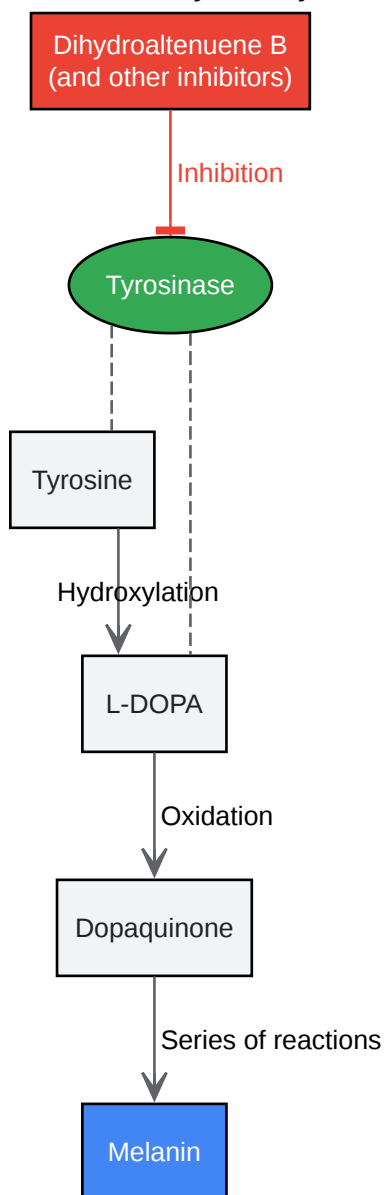 Dihydroaltenuene B
(and other inhibitors)
Inhibition
Tyrosinase
Tyrosine
Hydroxylation
L-DOPA
Oxidation
Dopaquinone
Series of reactions
Melanin